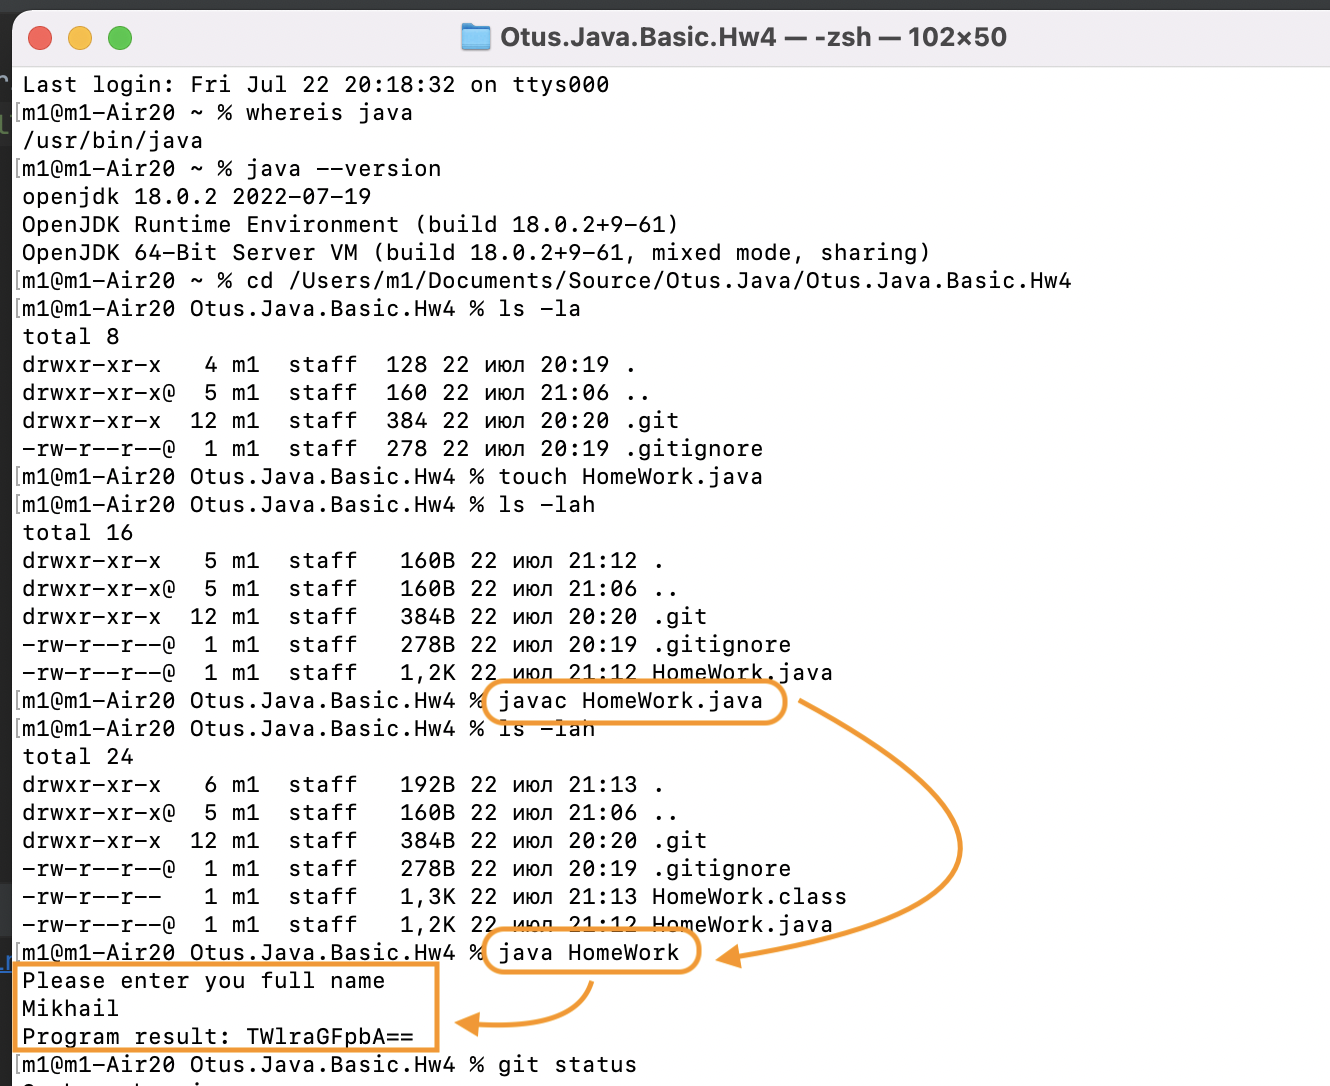 Otus.Java.Basic.Hw4 — -zsh — 102×50
Last login: Fri Jul 22 20:18:32 on ttys000
[m1@m1-Air20 ~ % whereis java
/usr/bin/java
[m1@m1-Air20 ~ % java --version
openjdk 18.0.2 2022-07-19
OpenJDK Runtime Environment (build 18.0.2+9-61)
OpenJDK 64-Bit Server VM (build 18.0.2+9-61, mixed mode, sharing)
[m1@m1-Air20 ~ % cd /Users/m1/Documents/Source/Otus.Java/Otus.Java.Basic.Hw4
[m1@m1-Air20 Otus.Java.Basic.Hw4 % ls -la
total 8
drwxr-xr-x   4 m1  staff  128 22 июл 20:19 .
drwxr-xr-x@  5 m1  staff  160 22 июл 21:06 ..
drwxr-xr-x  12 m1  staff  384 22 июл 20:20 .git
-rw-r--r--@  1 m1  staff  278 22 июл 20:19 .gitignore
[m1@m1-Air20 Otus.Java.Basic.Hw4 % touch HomeWork.java
[m1@m1-Air20 Otus.Java.Basic.Hw4 % ls -lah
total 16
drwxr-xr-x   5 m1  staff   160B 22 июл 21:12 .
drwxr-xr-x@  5 m1  staff   160B 22 июл 21:06 ..
drwxr-xr-x  12 m1  staff   384B 22 июл 20:20 .git
-rw-r--r--@  1 m1  staff   278B 22 июл 20:19 .gitignore
-rw-r--r--@  1 m1  staff   1,2K 22 июл 21:12 HomeWork.java
[m1@m1-Air20 Otus.Java.Basic.Hw4 % javac HomeWork.java
[m1@m1-Air20 Otus.Java.Basic.Hw4 % ls -lah
total 24
drwxr-xr-x   6 m1  staff   192B 22 июл 21:13 .
drwxr-xr-x@  5 m1  staff   160B 22 июл 21:06 ..
drwxr-xr-x  12 m1  staff   384B 22 июл 20:20 .git
-rw-r--r--@  1 m1  staff   278B 22 июл 20:19 .gitignore
-rw-r--r--   1 m1  staff   1,3K 22 июл 21:13 HomeWork.class
-rw-r--r--@  1 m1  staff   1,2K 22 июл 21:12 HomeWork.java
[m1@m1-Air20 Otus.Java.Basic.Hw4 % java HomeWork
Please enter you full name
Mikhail
Program result: TWlraGFpbA==
[m1@m1-Air20 Otus.Java.Basic.Hw4 % git status